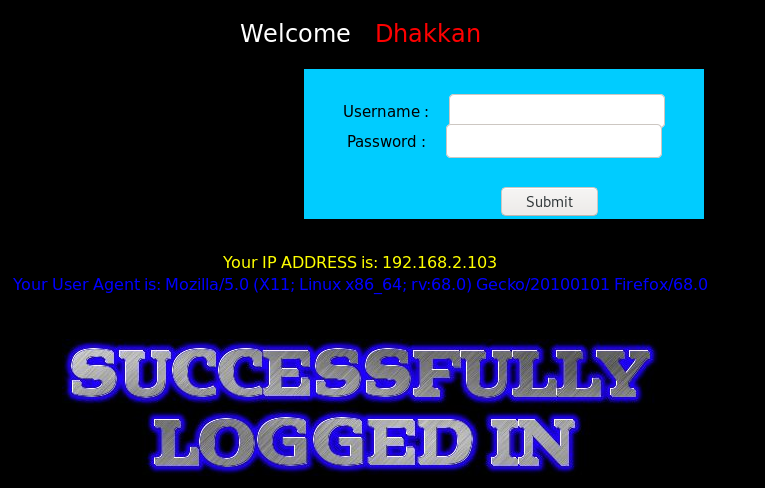 Welcome Dhakkan
Username :
Password :
Submit
Your IP ADDRESS is: 192.168.2.103
Your User Agent is: Mozilla/5.0 (X11; Linux x86_64; rv:68.0) Gecko/20100101 Firefox/68.0
SUCCESSFULLY
LOGGED IN